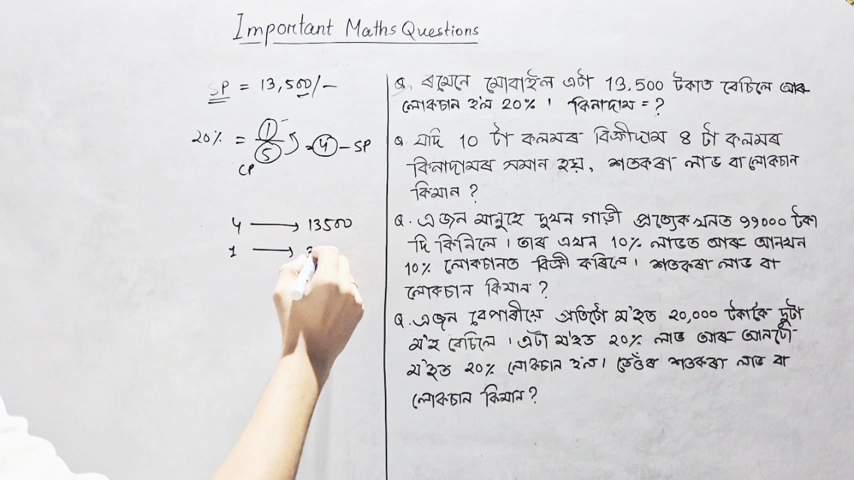 Important Maths Questions
SP = 13,500/-
20% = 1/5
4 - SP
CP
4 → 13500
1 →
Q. ৰমেনে মোবাইল এটা 13,500 টকাত বেচিলে আৰু
লোকচান হ'ল 20%। কিনাদাম = ?
Q. যদি 10 টা কলমৰ বিক্ৰীদাম 8 টা কলমৰ
কিনাদামৰ সমান হয়, শতকৰা লাভ বা লোকচান
কিমান ?
Q. এজন মানুহে দুখন গাড়ী প্ৰত্যেকখনত 99000 টকা
দি কিনিলে। তাৰ এখন 10% লাভত আৰু আনখন
10% লোকচানত বিক্ৰী কৰিলে। শতকৰা লাভ বা
লোকচান কিমান ?
Q. এজন বেপাৰীয়ে প্ৰতিটো ম'হত 20,000 টকাকৈ দুটা
ম'হ বেচিলে। এটা ম'হত 20% লাভ আৰু আনটো
ম'হত 20% লোকচান হ'ল। তেওঁৰ শতকৰা লাভ বা
লোকচান কিমান ?